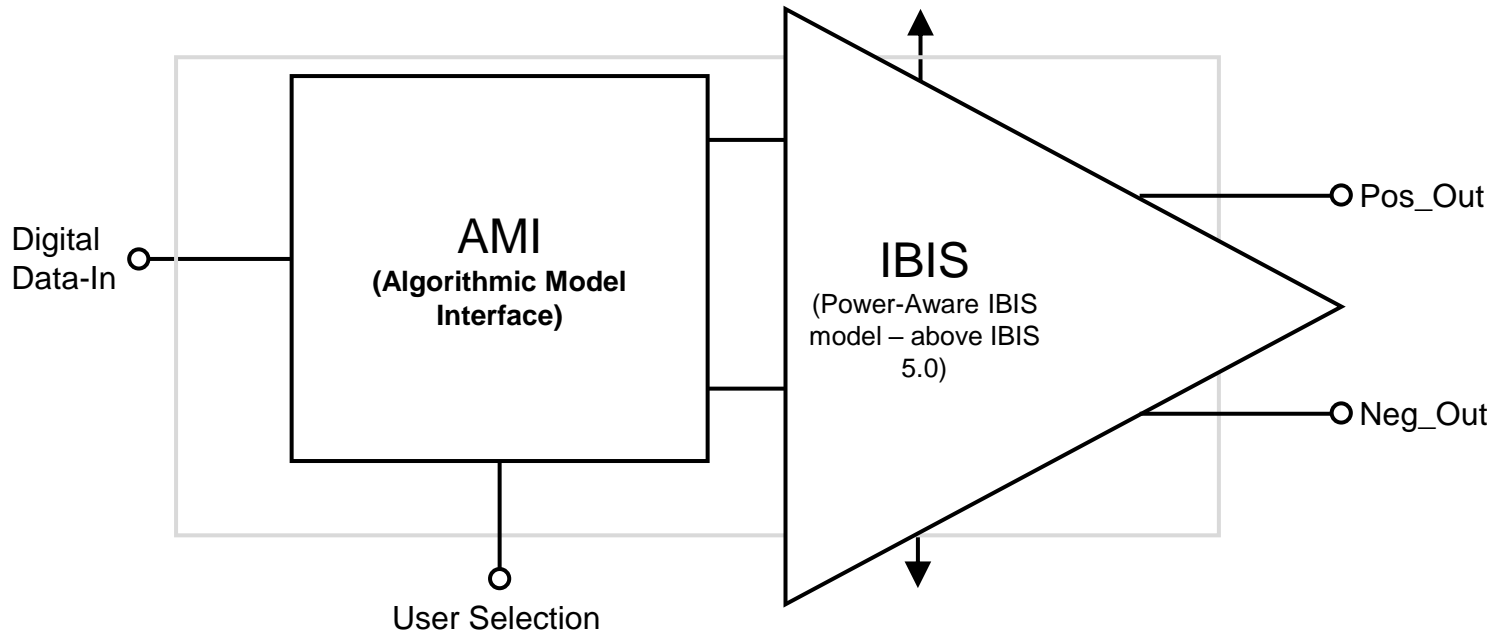 Digital
Data-In
AMI
(Algorithmic Model
Interface)
User Selection
IBIS
(Power-Aware IBIS
model – above IBIS
5.0)
Pos_Out
Neg_Out